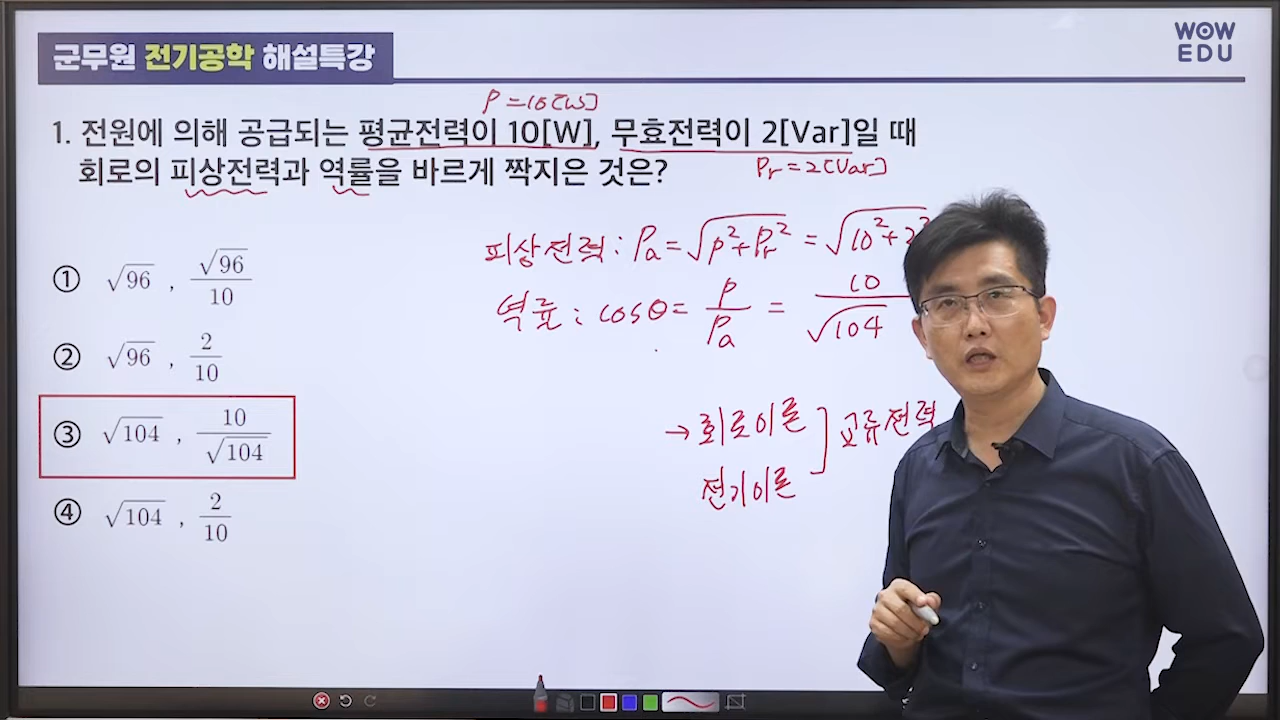 군무원 전기공학 해설특강
WOW
EDU
P = 10[W]
1. 전원에 의해 공급되는 평균전력이 10[W], 무효전력이 2[Var]일 때
회로의 피상전력과 역률을 바르게 짝지은 것은?
Pr = 2[Var]
피상전력 : Pa = √(P² + Pr²) = √(10² + 2²
역률 : cosθ = P/Pa = 10/√104
① √96 , √96/10
② √96 , 2/10
③ √104 , 10/√104
④ √104 , 2/10
→ 회로이론 ] 교류전력
전기이론